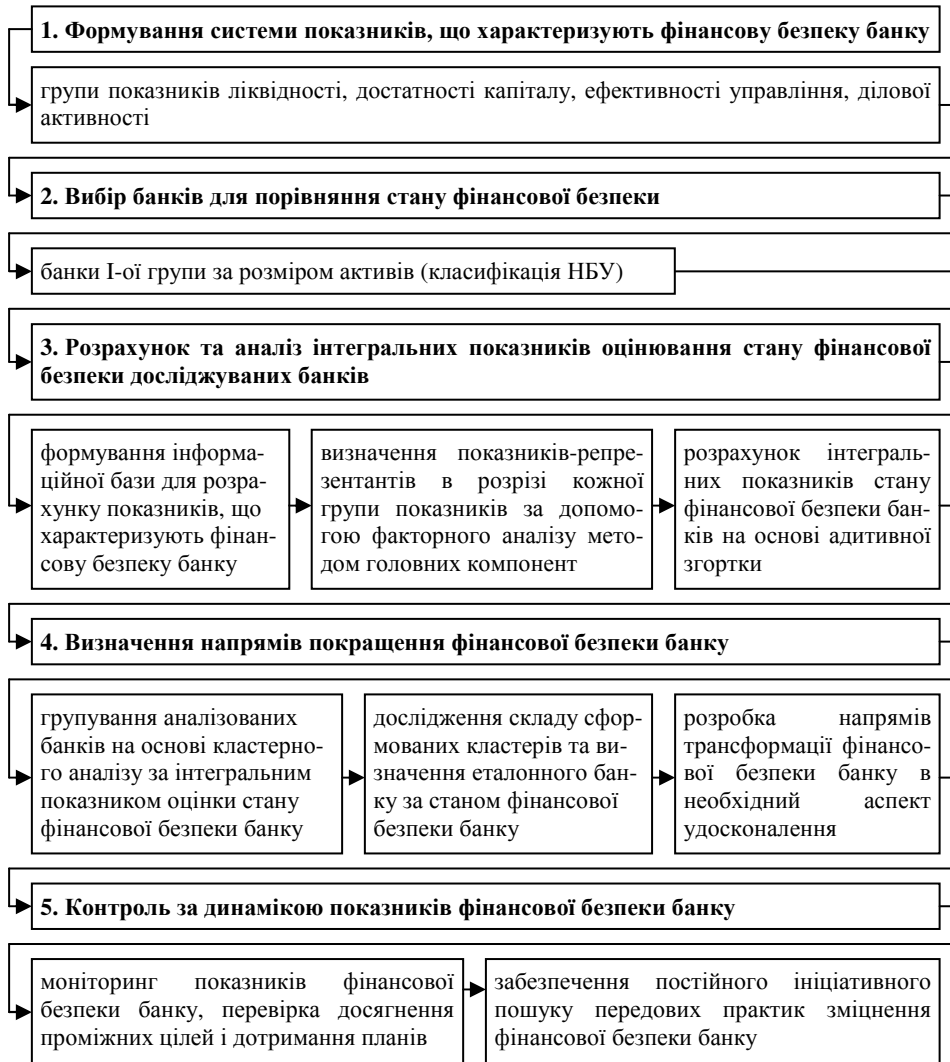 1. Формування системи показників, що характеризують фінансову безпеку банку
групи показників ліквідності, достатності капіталу, ефективності управління, ділової
активності
2. Вибір банків для порівняння стану фінансової безпеки
банки І-ої групи за розміром активів (класифікація НБУ)
3. Розрахунок та аналіз інтегральних показників оцінювання стану фінансової
безпеки досліджуваних банків
формування інформа-
ційної бази для розра-
хунку показників, що
характеризують фінан-
сову безпеку банку
визначення показників-репре-
зентантів в розрізі кожної
групи показників за допомо-
гою факторного аналізу мето-
дом головних компонент
розрахунок інтеграль-
них показників стану
фінансової безпеки бан-
ків на основі адитивної
згортки
4. Визначення напрямів покращення фінансової безпеки банку
групування аналізованих
банків на основі кластерно-
го аналізу за інтегральним
показником оцінки стану
фінансової безпеки банку
дослідження складу сфор-
мованих кластерів та ви-
значення еталонного бан-
ку за станом фінансової
безпеки банку
розробка напрямів
трансформації фінансо-
вої безпеки банку в
необхідний аспект
удосконалення
5. Контроль за динамікою показників фінансової безпеки банку
моніторинг показників фінансової
безпеки банку, перевірка досягнення
проміжних цілей і дотримання планів
забезпечення постійного ініціативного
пошуку передових практик зміцнення
фінансової безпеки банку